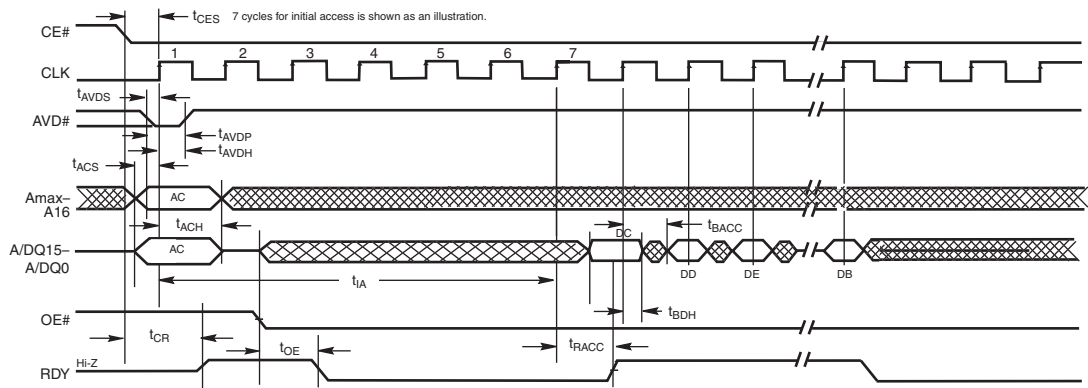 tCES 7 cycles for initial access is shown as an illustration.
CE#
1 2 3 4 5 6 7
CLK
tAVDS
AVD#
tAVDP
tAVDH
tACS
Amax–
A16
AC
tACH
tBACC
A/DQ15–
A/DQ0
AC
DC
DD
DE
DB
tIA
tBDH
OE#
tCR
tOE
tRACC
Hi-Z
RDY